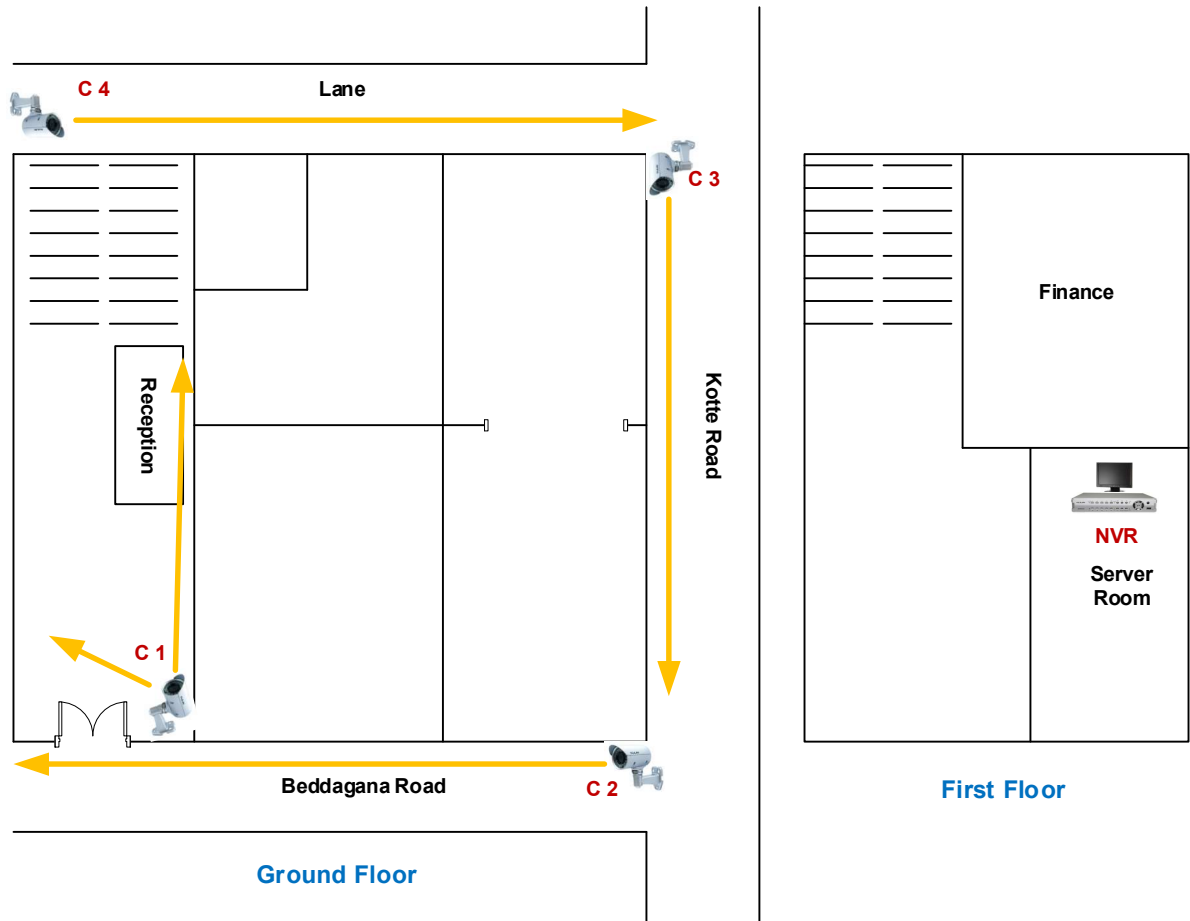 C 4
Lane
C 3
Finance
Reception
Kotte Road
NVR
Server
Room
C 1
Beddagana Road
C 2
First Floor
Ground Floor